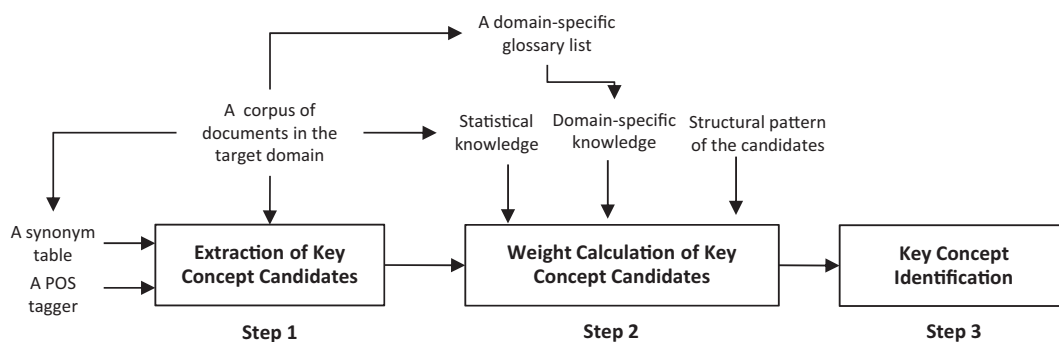 A domain-specific
glossary list
A corpus of
documents in the
target domain
Statistical
knowledge
Domain-specific
knowledge
Structural pattern
of the candidates
A synonym
table
A POS
tagger
Extraction of Key
Concept Candidates
Weight Calculation of Key
Concept Candidates
Key Concept
Identification
Step 1
Step 2
Step 3